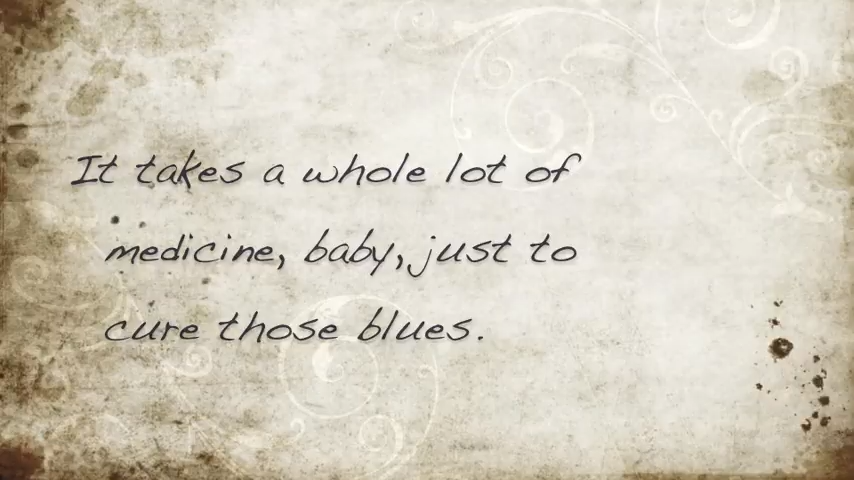 It takes a whole lot of
medicine, baby, just to
cure those blues.